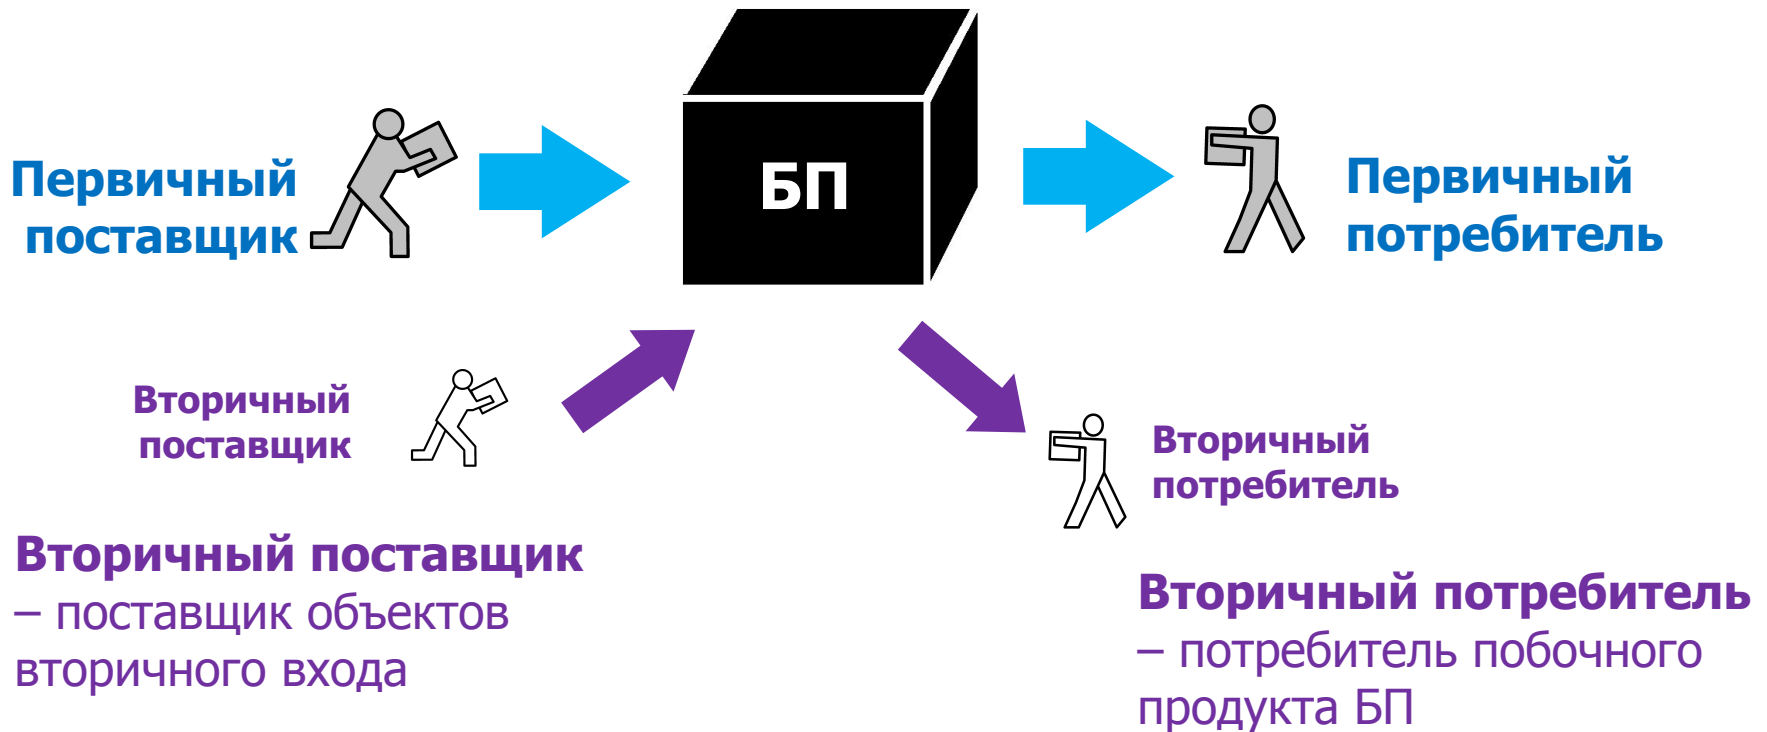 Первичный
поставщик
БП
Первичный
потребитель
Вторичный
поставщик
Вторичный
потребитель
Вторичный поставщик
– поставщик объектов
вторичного входа
Вторичный потребитель
– потребитель побочного
продукта БП